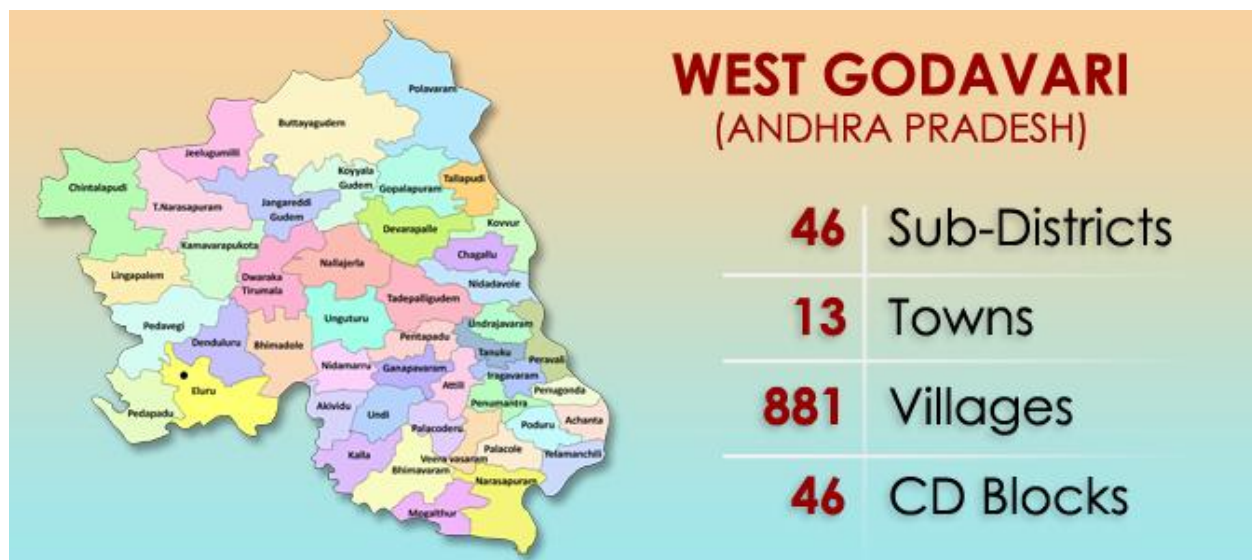 WEST GODAVARI
(ANDHRA PRADESH)
46 Sub-Districts
13 Towns
881 Villages
46 CD Blocks
Polavaram
Buttayagudem
Jeelugumilli
Koyyala
Gudem
Gopalapuram
Tallapudi
Chintalapudi
T.Narasapuram
Jangareddi
Gudem
Devarapalle
Kovvur
Kamavarapukota
Chagallu
Nallajerla
Lingapalem
Dwaraka
Tirumala
Nidadavole
Tadepalligudem
Pedavegi
Unguturu
Undrajavaram
Denduluru
Bhimadole
Pentapadu
Tanuku
Peravali
Nidamarru
Ganapavaram
Iragavaram
Attili
Penugonda
Eluru
Pedapadu
Akividu
Undi
Penumantra
Achanta
Palacoderu
Poduru
Kalla
Veera vasaram
Palacole
Yelamanchili
Bhimavaram
Narasapuram
Mogalthur